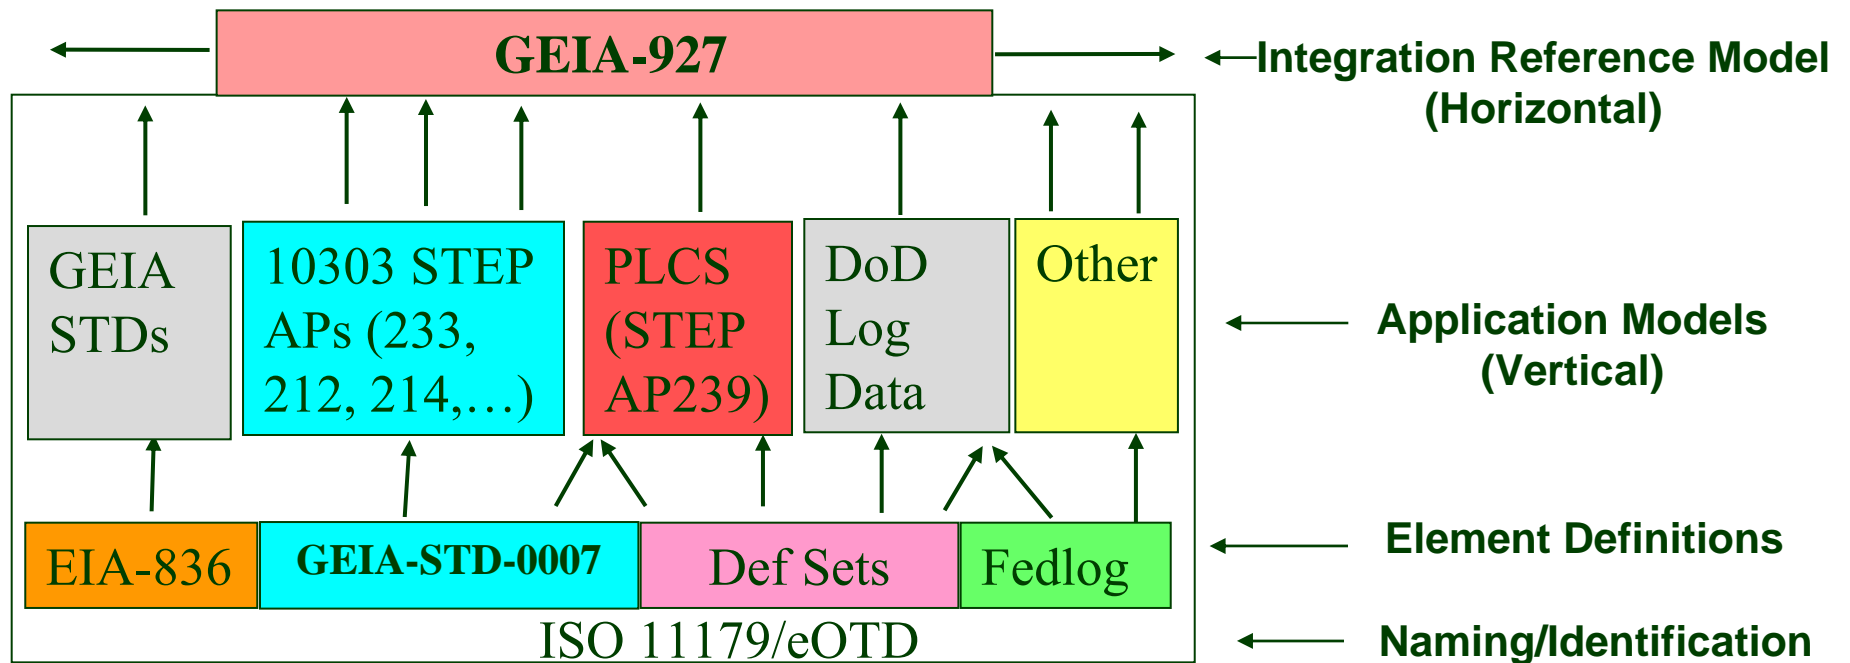 GEIA-927
Integration Reference Model
(Horizontal)
GEIA
STDs
10303 STEP
APs (233,
212, 214,...)
PLCS
(STEP
AP239)
DoD
Log
Data
Other
Application Models
(Vertical)
EIA-836
GEIA-STD-0007
Def Sets
Fedlog
Element Definitions
ISO 11179/eOTD
Naming/Identification